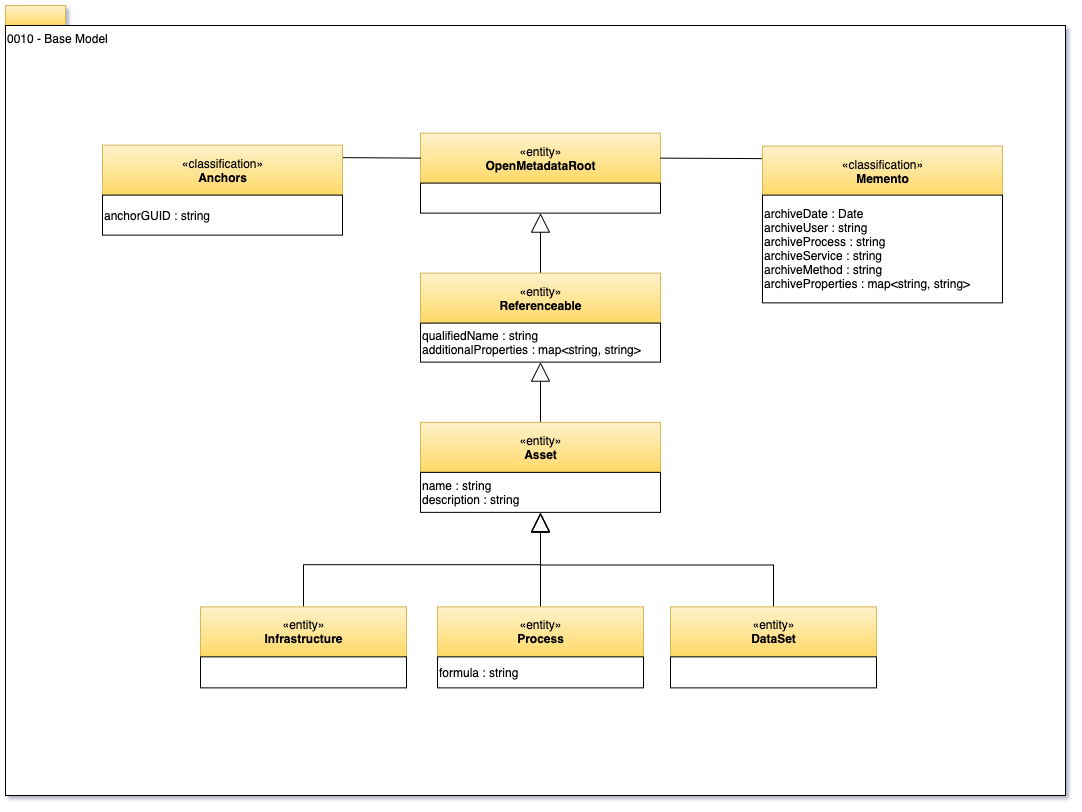 0010 - Base Model
«classification»
Anchors
anchorGUID : string
«entity»
OpenMetadataRoot
«classification»
Memento
archiveDate : Date
archiveUser : string
archiveProcess : string
archiveService : string
archiveMethod : string
archiveProperties : map<string, string>
«entity»
Referenceable
qualifiedName : string
additionalProperties : map<string, string>
«entity»
Asset
name : string
description : string
«entity»
Infrastructure
«entity»
Process
formula : string
«entity»
DataSet